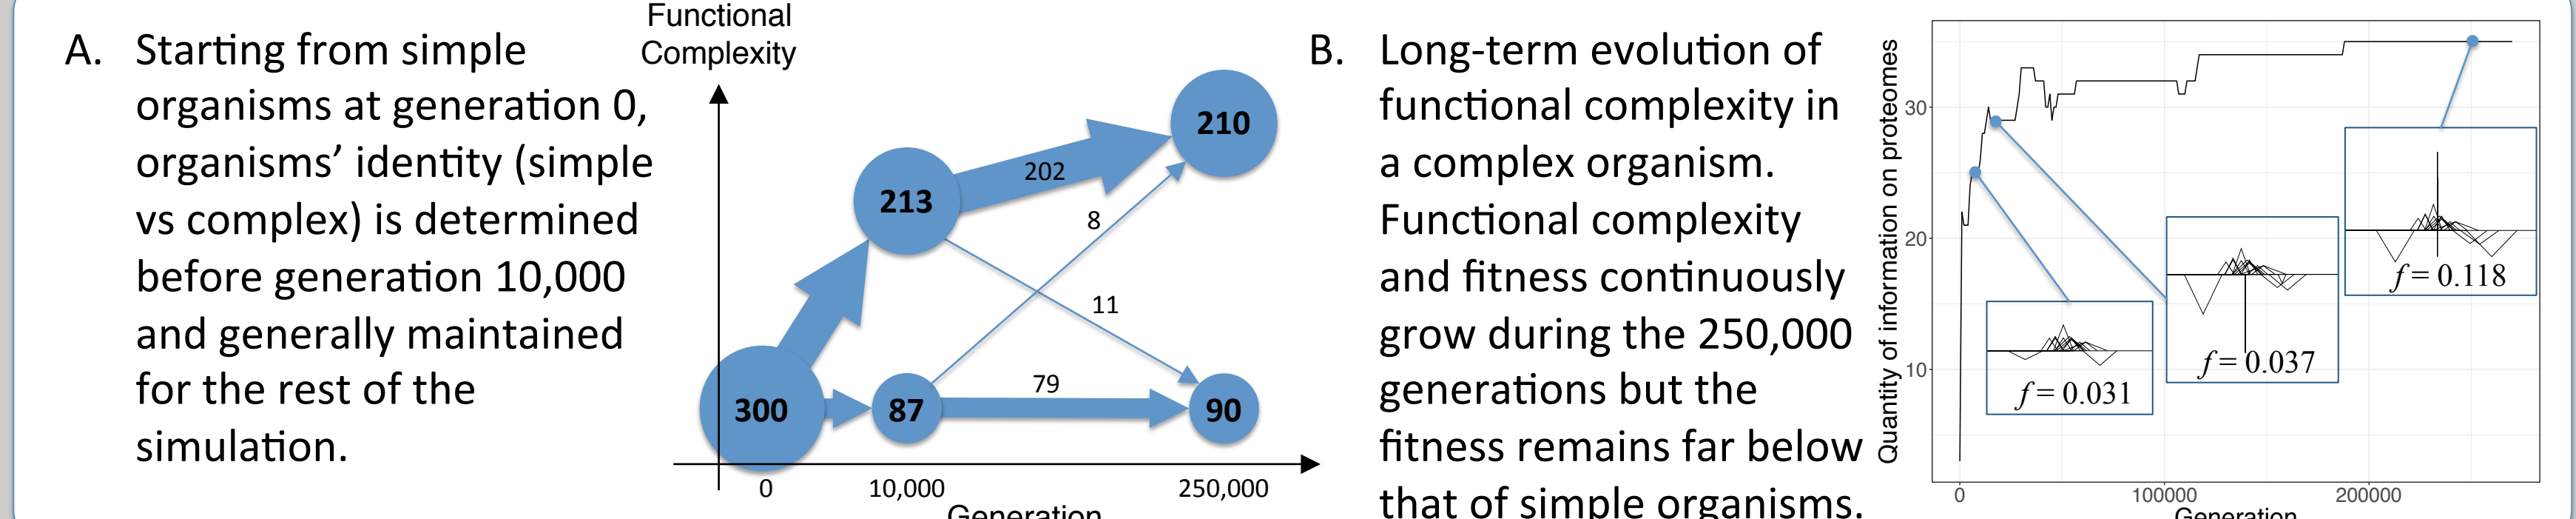 A. Starting from simple
organisms at generation 0,
organisms' identity (simple
vs complex) is determined
before generation 10,000
and generally maintained
for the rest of the
simulation.
Functional
Complexity
210
213
202
8
11
300
87
79
90
0
10,000
250,000
Generation
B. Long-term evolution of
functional complexity in
a complex organism.
Functional complexity
and fitness continuously
grow during the 250,000
generations but the
fitness remains far below
that of simple organisms.
Quantity of information on proteomes
30
20
10
f = 0.031
f = 0.037
f = 0.118
0
100000
200000
Generation